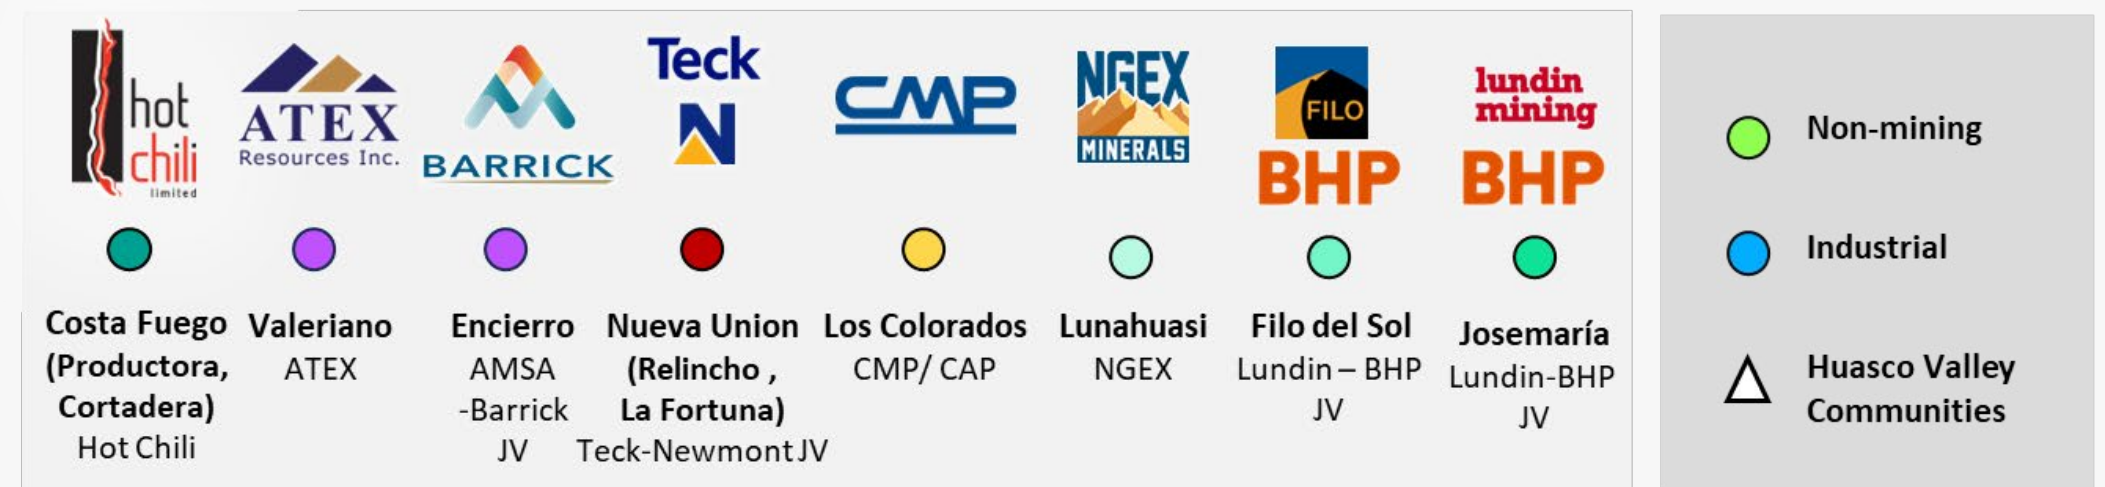 hot
chili
limited
ATEX
Resources Inc.
BARRICK
Teck
N
CMP
NGEX
MINERALS
FILO
BHP
lundin
mining
BHP
Costa Fuego
(Productora,
Cortadera)
Hot Chili
Valeriano
ATEX
Encierro
AMSA
-Barrick
JV
Nueva Union
(Relincho ,
La Fortuna)
Teck-Newmont JV
Los Colorados
CMP/ CAP
Lunahuasi
NGEX
Filo del Sol
Lundin – BHP
JV
Josemaría
Lundin-BHP
JV
Non-mining
Industrial
Huasco Valley
Communities